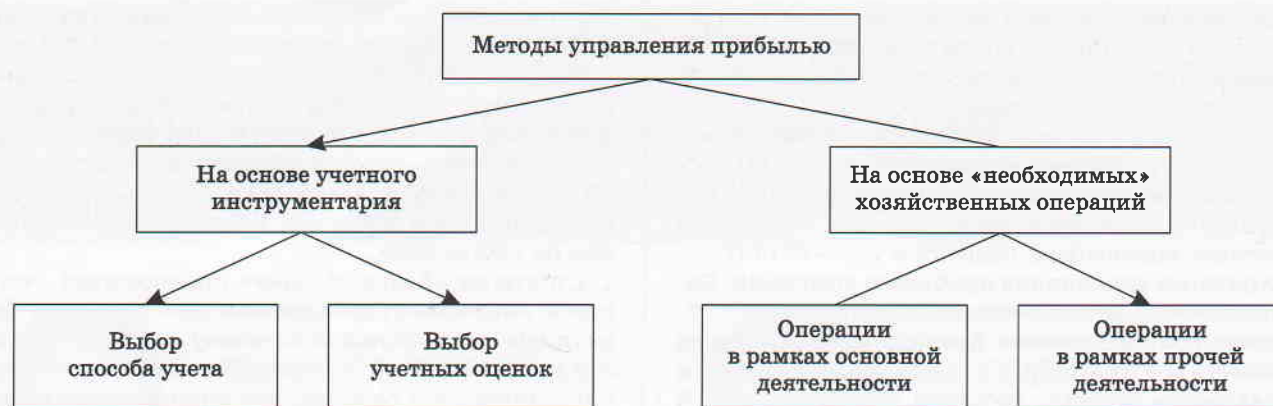 Методы управления прибылью
На основе учетного
инструментария
На основе «необходимых»
хозяйственных операций
Выбор
способа учета
Выбор
учетных оценок
Операции
в рамках основной
деятельности
Операции
в рамках прочей
деятельности